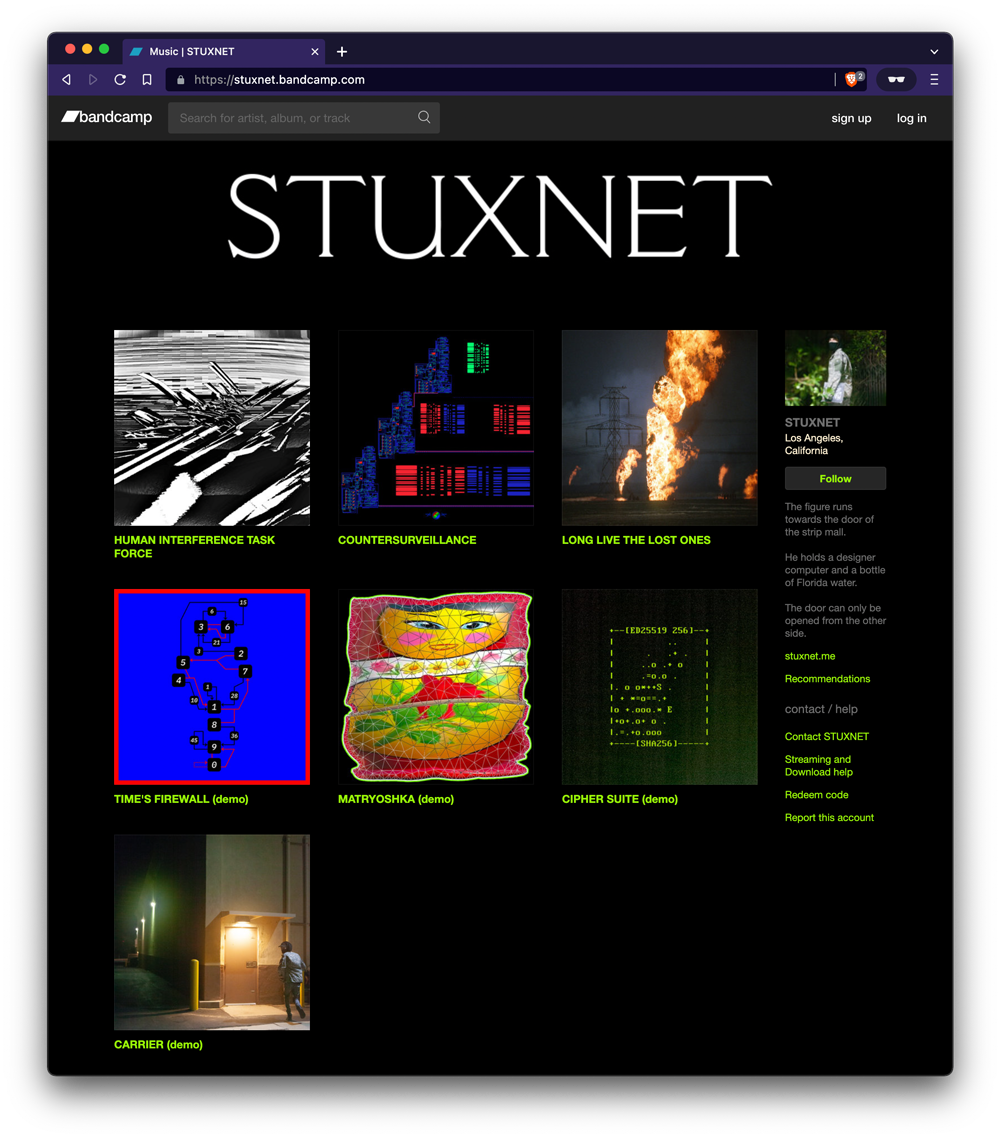 Music | STUXNET
https://stuxnet.bandcamp.com
2
bandcamp
Search for artist, album, or track
sign up
log in
STUXNET
HUMAN INTERFERENCE TASK
FORCE
COUNTERSURVEILLANCE
LONG LIVE THE LOST ONES
15
6
3 6
21
3
2
5
7
4
1
10
28
1
8
45
36
9
0
TIME'S FIREWALL (demo)
MATRYOSHKA (demo)
+--[ED25519 256]--+
+----[SHA256]-----+
CIPHER SUITE (demo)
CARRIER (demo)
STUXNET
Los Angeles,
California
Follow
The figure runs
towards the door of
the strip mall.
He holds a designer
computer and a bottle
of Florida water.
The door can only be
opened from the other
side.
stuxnet.me
Recommendations
contact / help
Contact STUXNET
Streaming and
Download help
Redeem code
Report this account